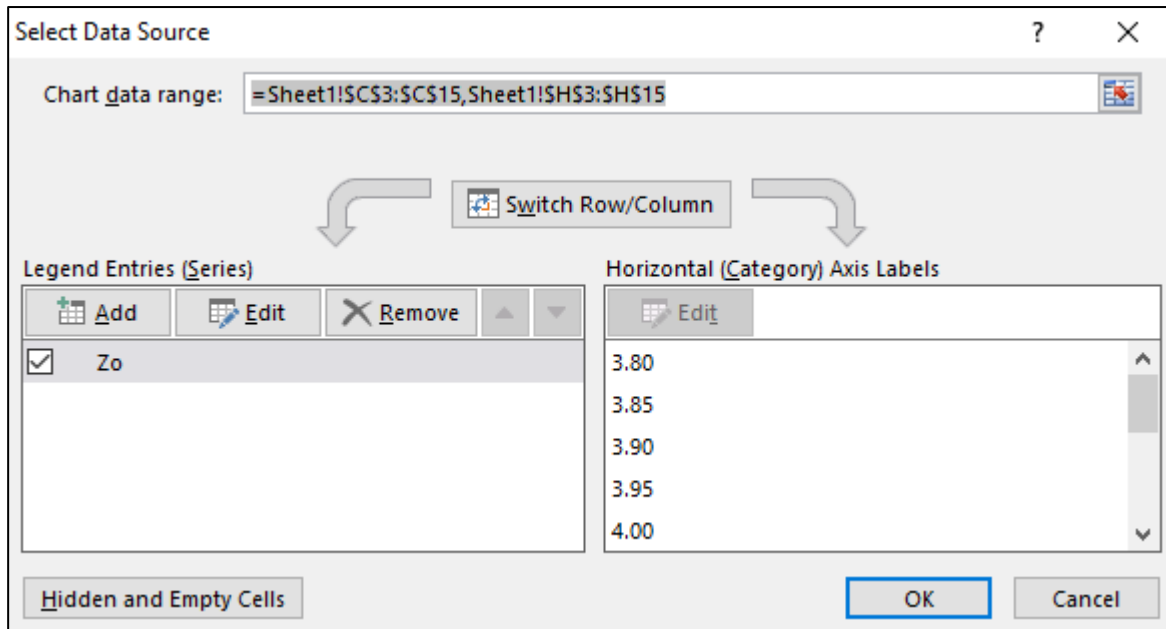 Select Data Source ?
Chart data range: =Sheet1!$C$3:$C$15,Sheet1!$H$3:$H$15
Switch Row/Column
Legend Entries (Series)
Add Edit Remove
Zo
Horizontal (Category) Axis Labels
Edit
3.80
3.85
3.90
3.95
4.00
Hidden and Empty Cells
OK Cancel